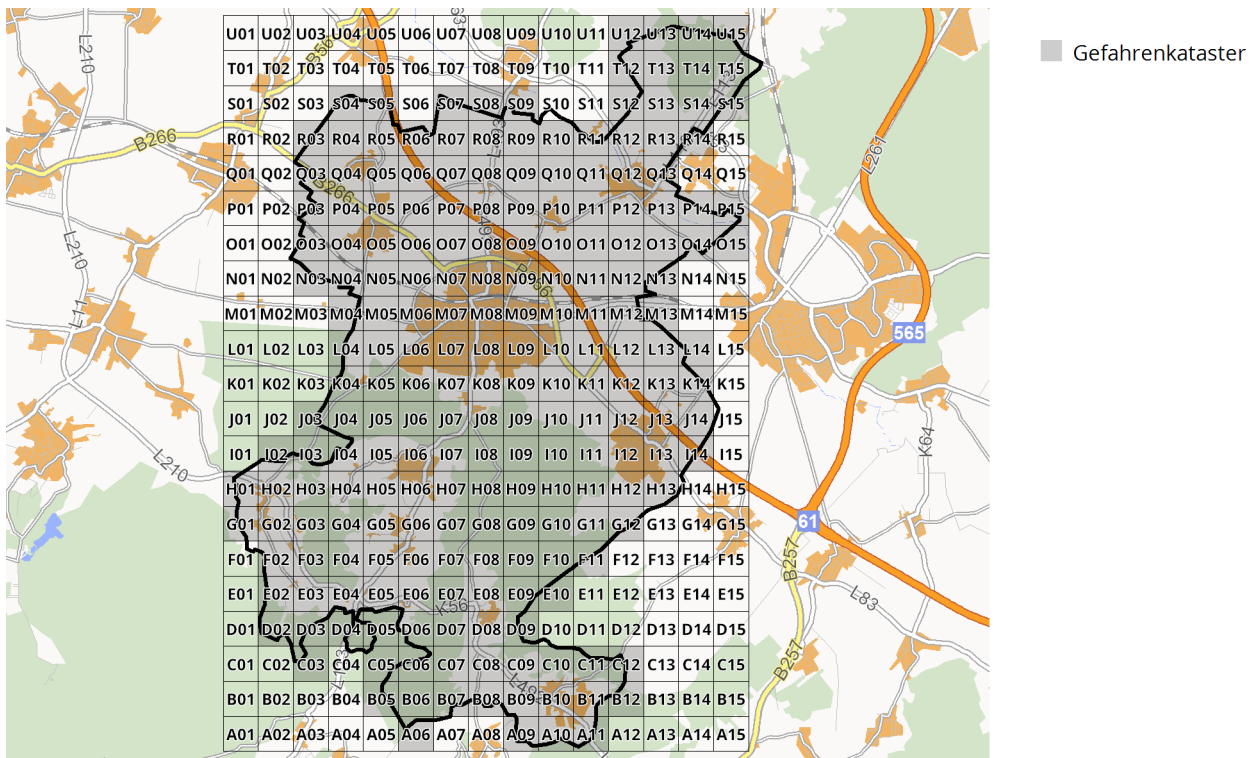 Gefahrenkataster
L210
B56
53
U01 U02 U03 U04 U05 U06 U07 U08 U09 U10 U11 U12 U13 U14 U15
T01 T02 T03 T04 T05 T06 T07 T08 T09 T10 T11 T12 T13 T14 T15
S01 S02 S03 S04 S05 S06 S07 S08 S09 S10 S11 S12 S13 S14 S15
B266
R01 R02 R03 R04 R05 R06 R07 R08 R09 R10 R11 R12 R13 R14 R15
L261
Q01 Q02 Q03 Q04 Q05 Q06 Q07 Q08 Q09 Q10 Q11 Q12 Q13 Q14 Q15
B266
P01 P02 P03 P04 P05 P06 P07 P08 P09 P10 P11 P12 P13 P14 P15
L210
O01 O02 O03 O04 O05 O06 O07 O08 O09 O10 O11 O12 O13 O14 O15
N01 N02 N03 N04 N05 N06 N07 N08 N09 N10 N11 N12 N13 N14 N15
L11
M01 M02 M03 M04 M05 M06 M07 M08 M09 M10 M11 M12 M13 M14 M15
565
L01 L02 L03 L04 L05 L06 L07 L08 L09 L10 L11 L12 L13 L14 L15
K01 K02 K03 K04 K05 K06 K07 K08 K09 K10 K11 K12 K13 K14 K15
J01 J02 J03 J04 J05 J06 J07 J08 J09 J10 J11 J12 J13 J14 J15
K64
I01 I02 I03 I04 I05 I06 I07 I08 I09 I10 I11 I12 I13 I14 I15
L210
H01 H02 H03 H04 H05 H06 H07 H08 H09 H10 H11 H12 H13 H14 H15
G01 G02 G03 G04 G05 G06 G07 G08 G09 G10 G11 G12 G13 G14 G15
61
F01 F02 F03 F04 F05 F06 F07 F08 F09 F10 F11 F12 F13 F14 F15
B257
E01 E02 E03 E04 E05 E06 E07 E08 E09 E10 E11 E12 E13 E14 E15
L83
K56
D01 D02 D03 D04 D05 D06 D07 D08 D09 D10 D11 D12 D13 D14 D15
C01 C02 C03 C04 C05 C06 C07 C08 C09 C10 C11 C12 C13 C14 C15
B257
L113
L492
B01 B02 B03 B04 B05 B06 B07 B08 B09 B10 B11 B12 B13 B14 B15
A01 A02 A03 A04 A05 A06 A07 A08 A09 A10 A11 A12 A13 A14 A15